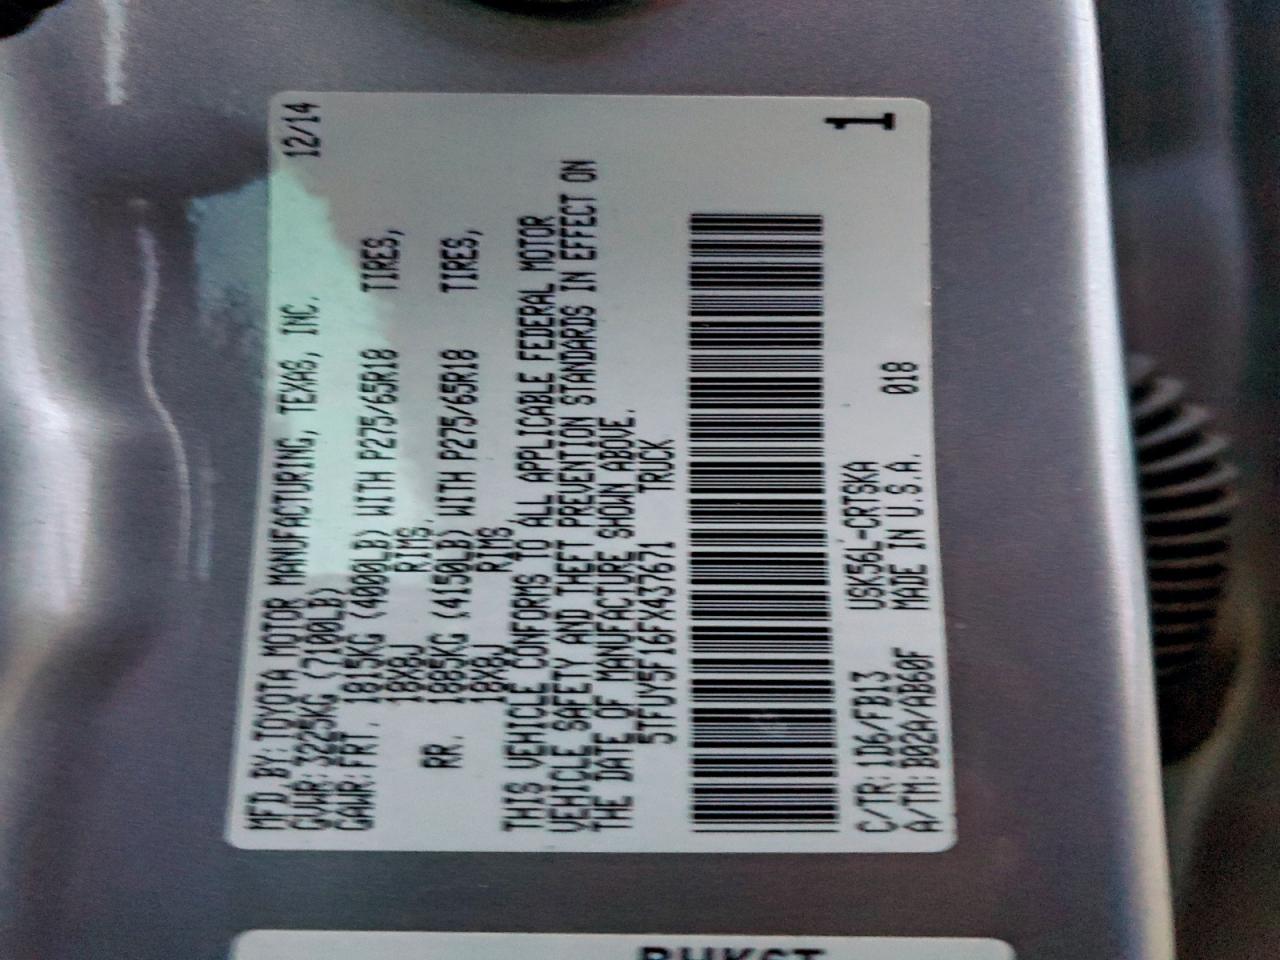 MFD.BY:TOYOTA MOTOR MANUFACTURING, TEXAS, INC. 12/14
GVWR:3225KG (7100LB)
GAWR:FRT. 1815KG (4000LB) WITH P275/65R18 TIRES,
18X8J RIMS,
RR. 1885KG (4150LB) WITH P275/65R18 TIRES,
18X8J RIMS,
THIS VEHICLE CONFORMS TO ALL APPLICABLE FEDERAL MOTOR
VEHICLE SAFETY AND THEFT PREVENTION STANDARDS IN EFFECT ON
THE DATE OF MANUFACTURE SHOWN ABOVE.
5TFUY5F16FX437671 TRUCK
C/TR:1D6/FB13 USK56L-CRTSKA
A/TM:B02A/AB60F MADE IN U.S.A. 018
1